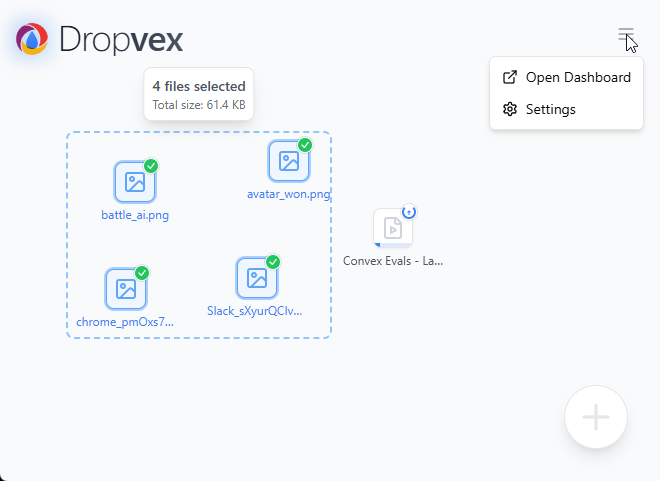 Dropvex
4 files selected
Total size: 61.4 KB
Open Dashboard
Settings
battle_ai.png
avatar_won.png
Convex Evals - La...
chrome_pmOxs7...
Slack_sXyurQClv...